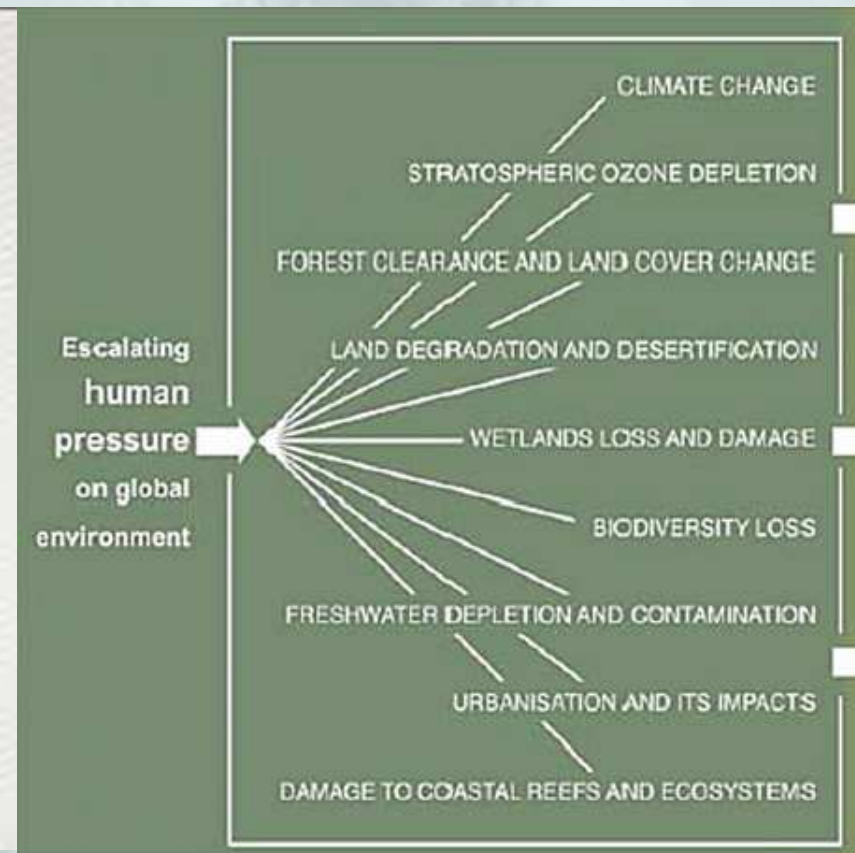 Escalating
human
pressure
on global
environment
CLIMATE CHANGE
STRATOSPHERIC OZONE DEPLETION
FOREST CLEARANCE AND LAND COVER CHANGE
LAND DEGRADATION AND DESERTIFICATION
WETLANDS LOSS AND DAMAGE
BIODIVERSITY LOSS
FRESHWATER DEPLETION AND CONTAMINATION
URBANISATION AND ITS IMPACTS
DAMAGE TO COASTAL REEFS AND ECOSYSTEMS